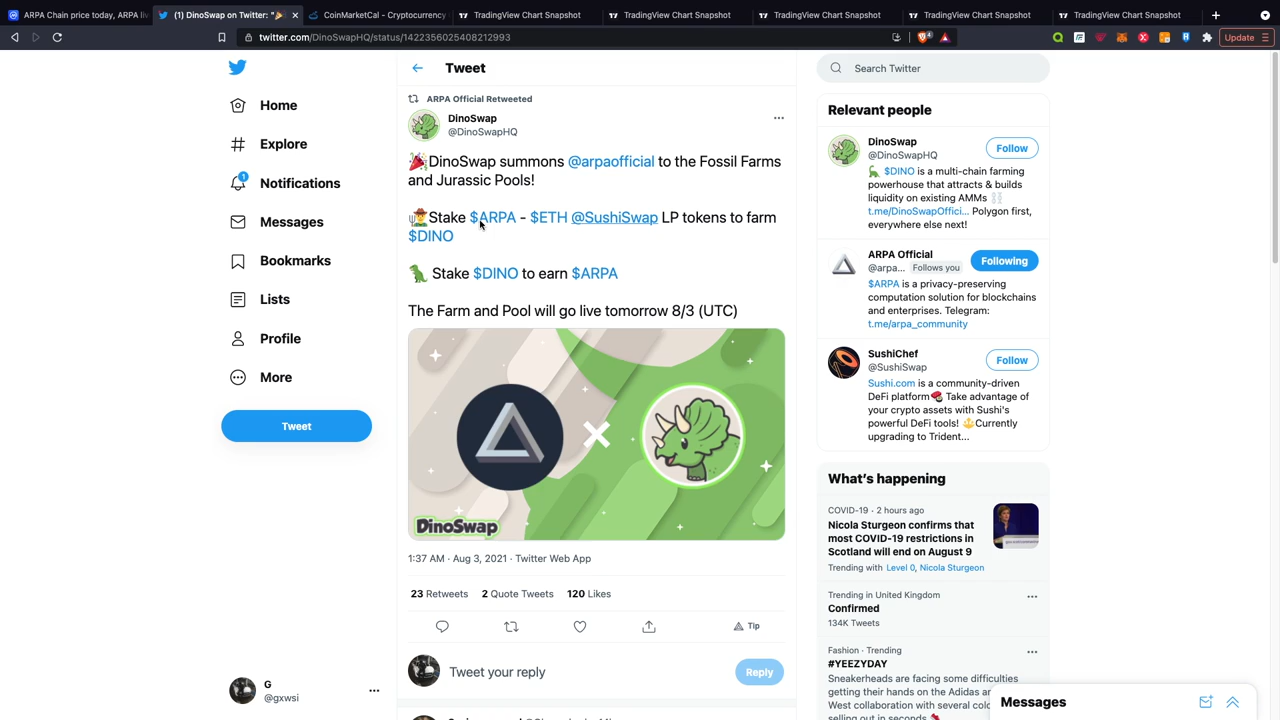 ARPA Chain price today, ARPA li
(1) DinoSwap on Twitter: "🎉
CoinMarketCal - Cryptocurrency
TradingView Chart Snapshot
TradingView Chart Snapshot
TradingView Chart Snapshot
TradingView Chart Snapshot
TradingView Chart Snapshot
twitter.com/DinoSwapHQ/status/1422356025408212993
4
Update
Home
Explore
1
Notifications
Messages
Bookmarks
Lists
Profile
More
Tweet
G
@gxwsi
Tweet
ARPA Official Retweeted
DinoSwap
@DinoSwapHQ
🎉DinoSwap summons @arpaofficial to the Fossil Farms
and Jurassic Pools!
👨‍🌾Stake $ARPA - $ETH @SushiSwap LP tokens to farm
$DINO
🦖 Stake $DINO to earn $ARPA
The Farm and Pool will go live tomorrow 8/3 (UTC)
DinoSwap
1:37 AM · Aug 3, 2021 · Twitter Web App
23 Retweets 2 Quote Tweets 120 Likes
Tip
Tweet your reply
Reply
Search Twitter
Relevant people
DinoSwap
@DinoSwapHQ
Follow
🦕 $DINO is a multi-chain farming
powerhouse that attracts & builds
liquidity on existing AMMs ⛓
t.me/DinoSwapOffici... Polygon first,
everywhere else next!
ARPA Official
@arpa... Follows you
Following
$ARPA is a privacy-preserving
computation solution for blockchains
and enterprises. Telegram:
t.me/arpa_community
SushiChef
@SushiSwap
Follow
Sushi.com is a community-driven
DeFi platform🍣 Take advantage of
your crypto assets with Sushi's
powerful DeFi tools! 🔱Currently
upgrading to Trident...
What's happening
COVID-19 · 2 hours ago
Nicola Sturgeon confirms that
most COVID-19 restrictions in
Scotland will end on August 9
Trending with Level 0, Nicola Sturgeon
Trending in United Kingdom
Confirmed
134K Tweets
Fashion · Trending
#YEEZYDAY
Sneakerheads are facing some difficulties
getting their hands on the Adidas
West collaboration with several
selling out in seconds
Messages